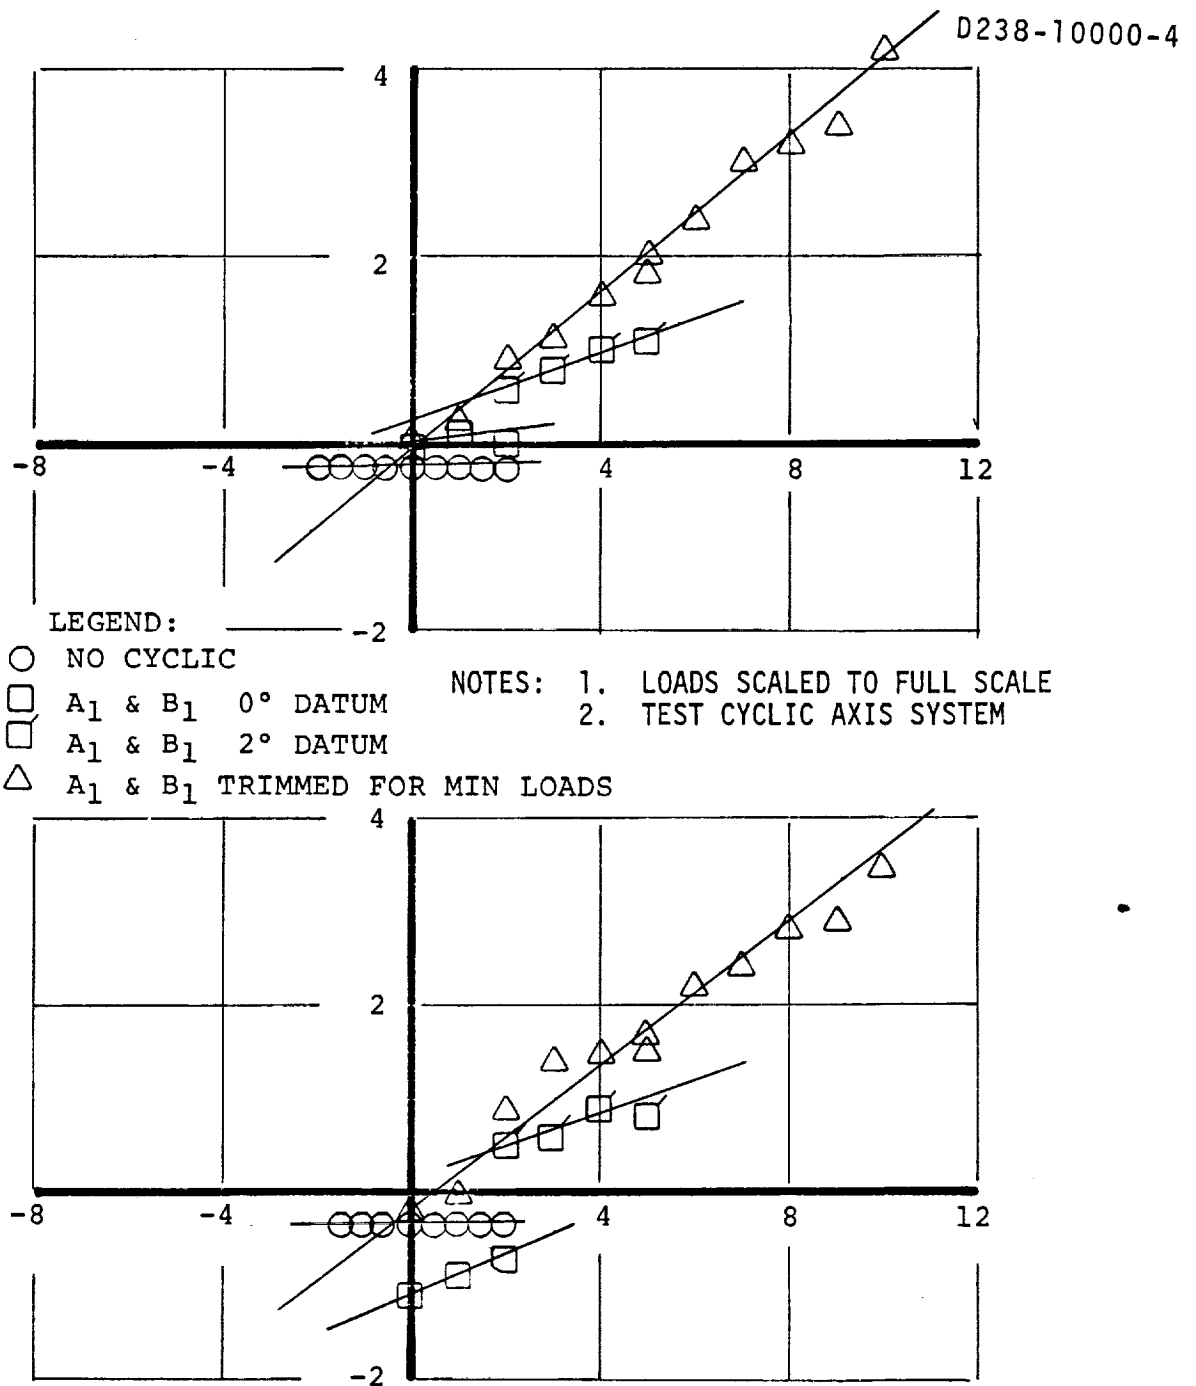 D238-10000-4
4
2
-8
-4
4
8
12
-2
LEGEND:
NO CYCLIC
A1 & B1 0° DATUM
A1 & B1 2° DATUM
A1 & B1 TRIMMED FOR MIN LOADS
NOTES: 1. LOADS SCALED TO FULL SCALE
2. TEST CYCLIC AXIS SYSTEM
4
2
-8
-4
4
8
12
-2